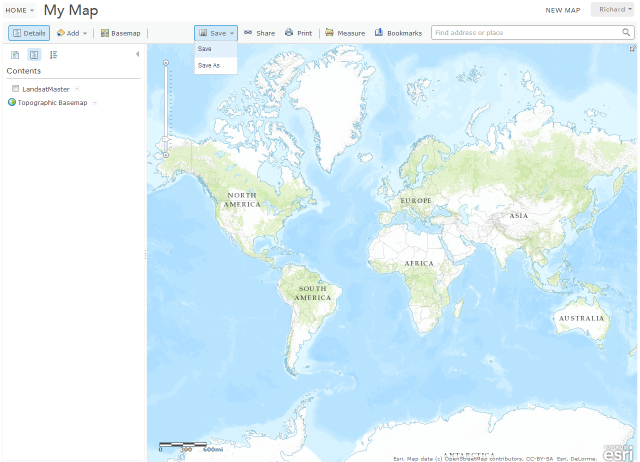 HOME My Map NEW MAP Richard
Details Add Basemap Save Share Print Measure Bookmarks Find address or place
Save
Save As
Contents
LandsatMaster
Topographic Basemap
NORTH
AMERICA
EUROPE
ASIA
AFRICA
SOUTH
AMERICA
AUSTRALIA
ANTARCTICA
0 300 600mi
esri
Esri, Map data (c) OpenStreetMap contributors, CC-BY-SA Esri, DeLorme,